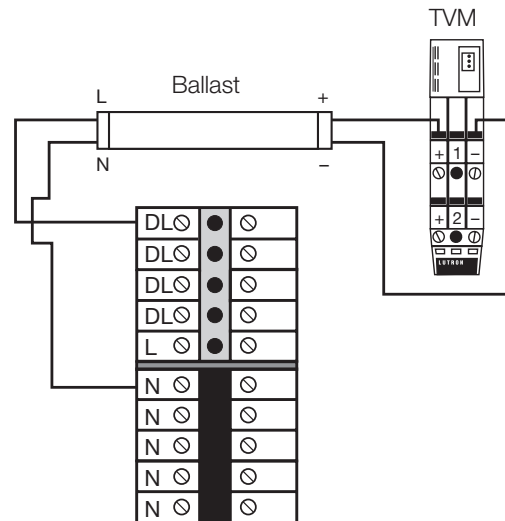 TVM
Ballast
L +
N −
+ 1 −
+ 2 −
LUTRON
DL
DL
DL
DL
L
N
N
N
N
N